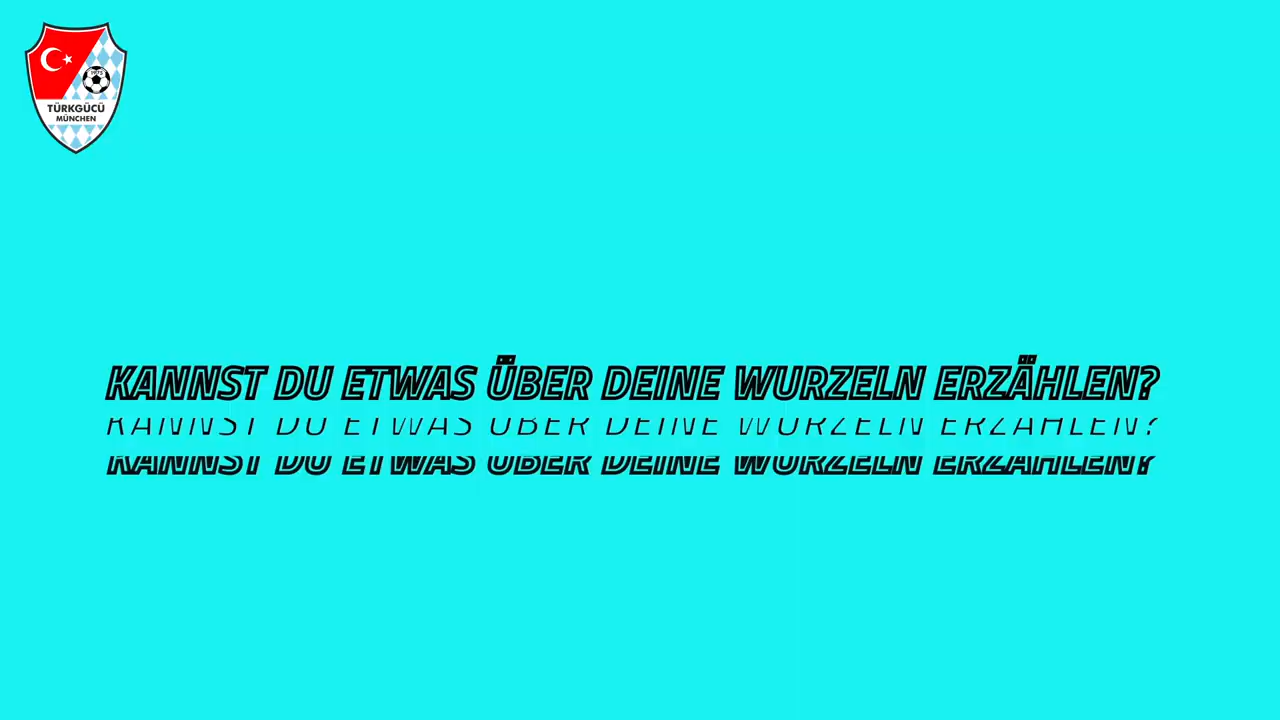 1975
TÜRKGÜCÜ
MÜNCHEN
KANNST DU ETWAS ÜBER DEINE WURZELN ERZÄHLEN?
KANNST DU ETWAS ÜBER DEINE WURZELN ERZÄHLEN?
KANNST DU ETWAS ÜBER DEINE WURZELN ERZÄHLEN?